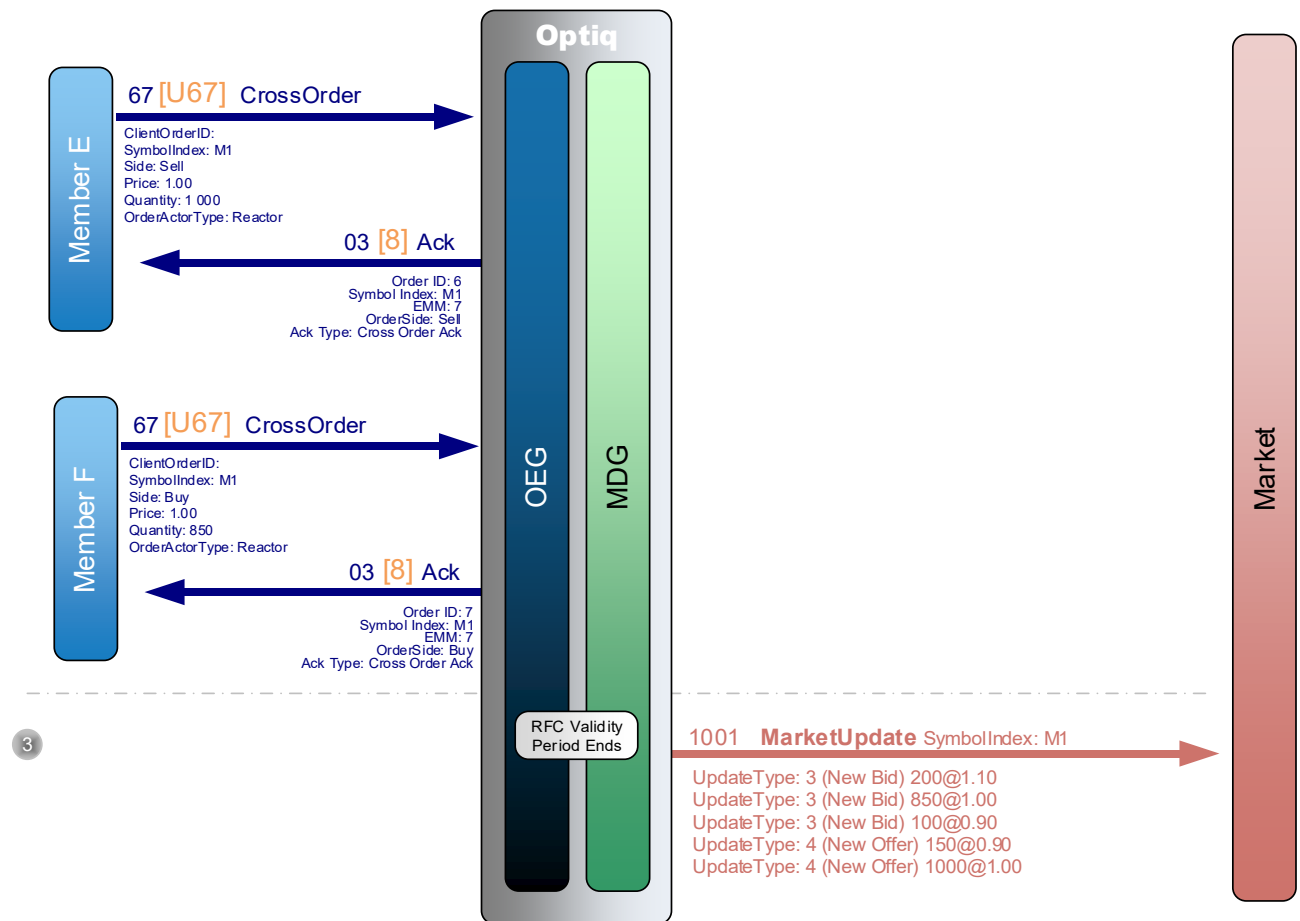 Optiq
Member E
67 [U67] CrossOrder
ClientOrderID:
SymbolIndex: M1
Side: Sell
Price: 1.00
Quantity: 1 000
OrderActorType: Reactor
03 [8] Ack
Order ID: 6
Symbol Index: M1
EMM: 7
OrderSide: Sell
Ack Type: Cross Order Ack
Member F
67 [U67] CrossOrder
ClientOrderID:
SymbolIndex: M1
Side: Buy
Price: 1.00
Quantity: 850
OrderActorType: Reactor
03 [8] Ack
Order ID: 7
Symbol Index: M1
EMM: 7
OrderSide: Buy
Ack Type: Cross Order Ack
OEG
MDG
Market
3
RFC Validity
Period Ends
1001 MarketUpdate SymbolIndex: M1
UpdateType: 3 (New Bid) 200@1.10
UpdateType: 3 (New Bid) 850@1.00
UpdateType: 3 (New Bid) 100@0.90
UpdateType: 4 (New Offer) 150@0.90
UpdateType: 4 (New Offer) 1000@1.00